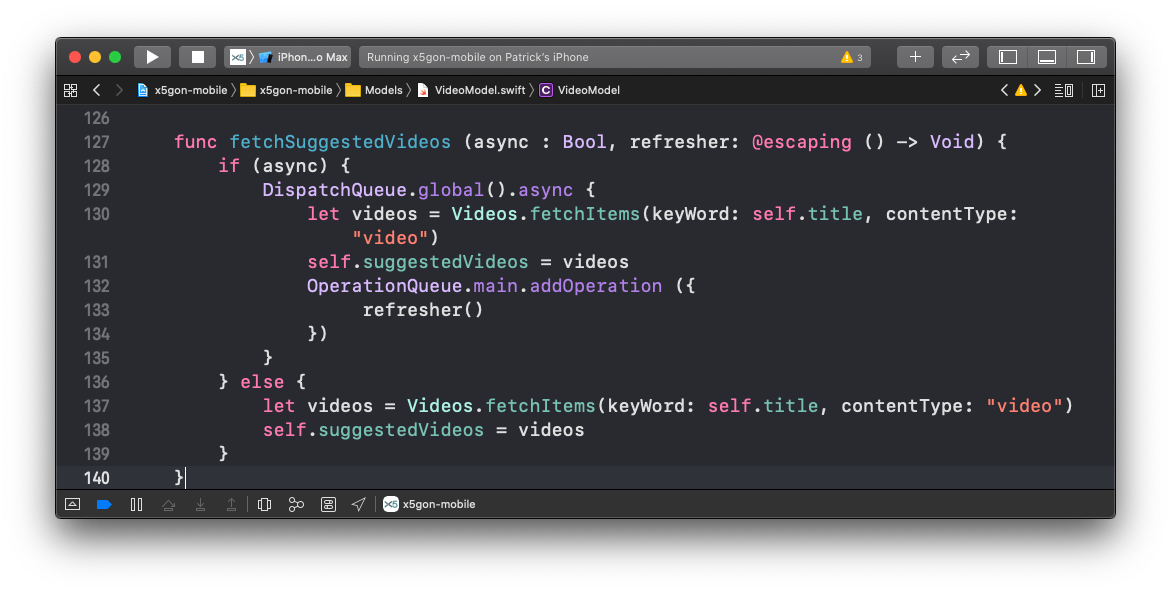 X5 iPhon...o Max Running x5gon-mobile on Patrick's iPhone 3
x5gon-mobile x5gon-mobile Models VideoModel.swift C VideoModel
126
127 func fetchSuggestedVideos (async : Bool, refresher: @escaping () -> Void) {
128 if (async) {
129 DispatchQueue.global().async {
130 let videos = Videos.fetchItems(keyWord: self.title, contentType:
"video")
131 self.suggestedVideos = videos
132 OperationQueue.main.addOperation ({
133 refresher()
134 })
135 }
136 } else {
137 let videos = Videos.fetchItems(keyWord: self.title, contentType: "video")
138 self.suggestedVideos = videos
139 }
140 }
X5 x5gon-mobile